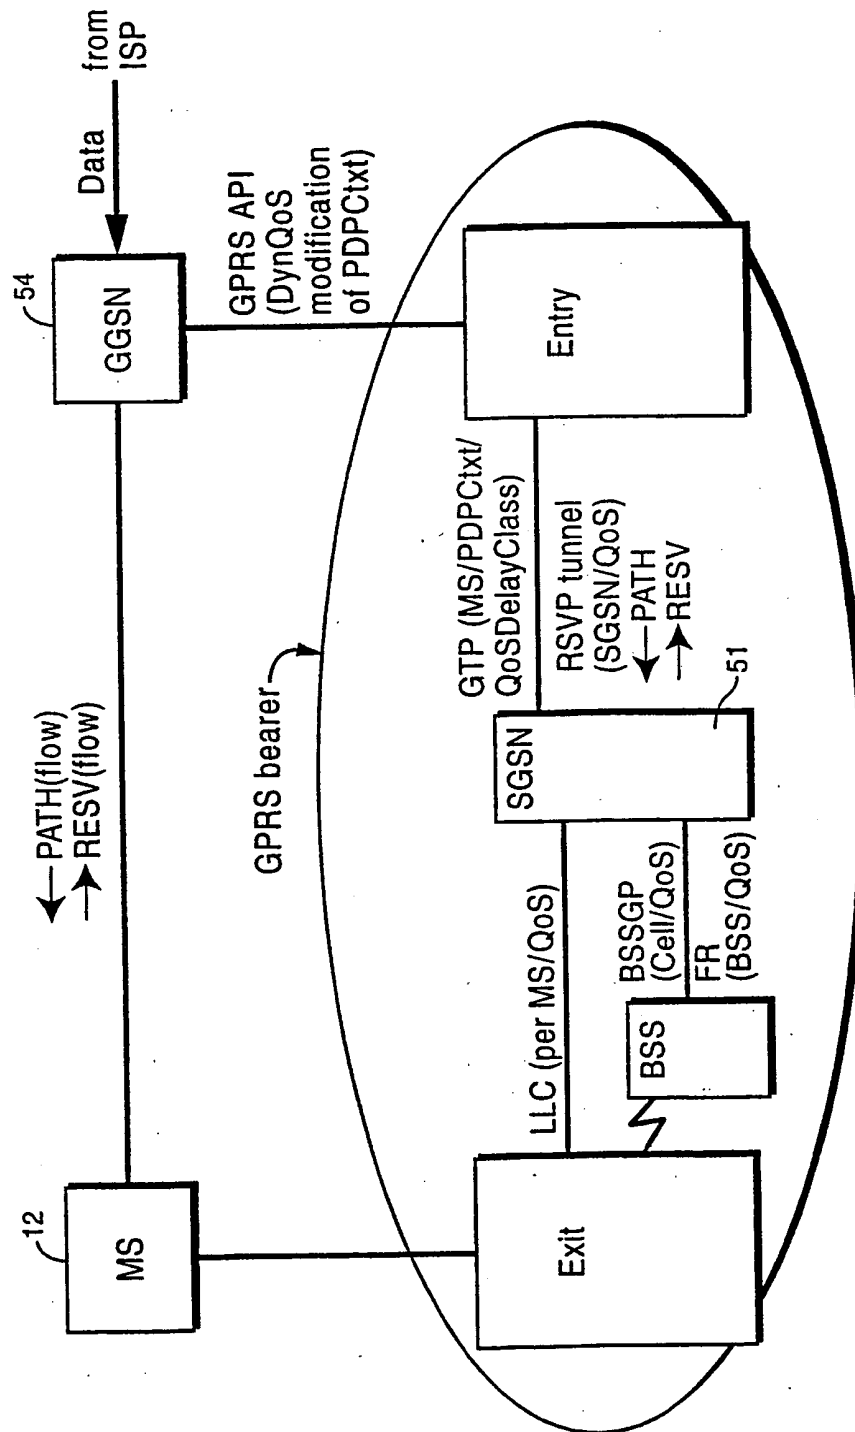 12
MS
←PATH(flow)
→RESV(flow)
54
GGSN
Data
from
ISP
GPRS API
(DynQoS
modification
of PDPCtxt)
GPRS bearer
Exit
LLC (per MS/QoS)
BSS
BSSGP
(Cell/QoS)
FR
(BSS/QoS)
SGSN
51
GTP (MS/PDPCtxt/
QoSDelayClass)
RSVP tunnel
(SGSN/QoS)
←PATH
→RESV
Entry